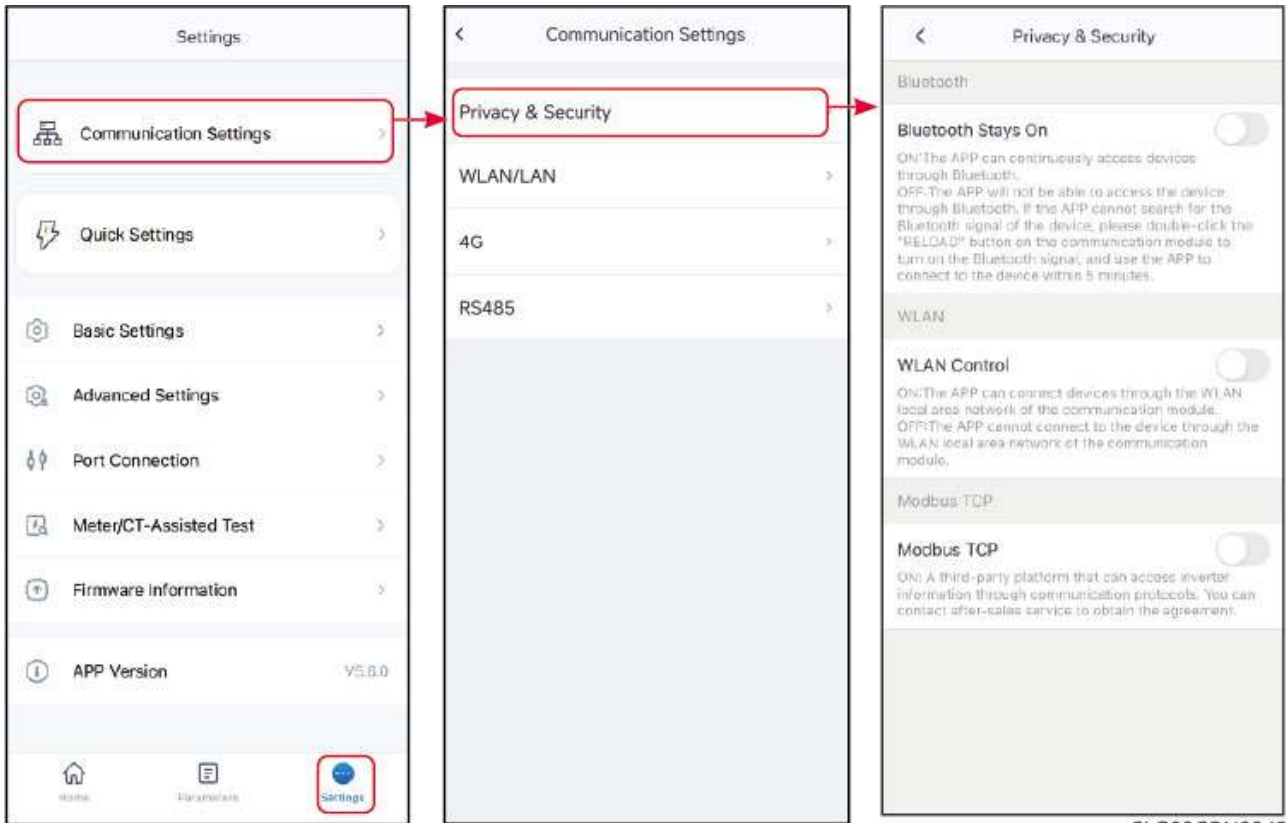 Settings
Communication Settings
Quick Settings
Basic Settings
Advanced Settings
Port Connection
Meter/CT-Assisted Test
Firmware Information
APP Version V5.6.0
Home Parameters Settings
Communication Settings
Privacy & Security
WLAN/LAN
4G
RS485
Privacy & Security
Bluetooth
Bluetooth Stays On
ON:The APP can continuously access devices
through Bluetooth.
OFF:The APP will not be able to access the device
through Bluetooth. If the APP cannot search for the
Bluetooth signal of the device, please double-click the
"RELOAD" button on the communication module to
turn on the Bluetooth signal, and use the APP to
connect to the device within 5 minutes.
WLAN
WLAN Control
ON:The APP can connect devices through the WLAN
local area network of the communication module.
OFF:The APP cannot connect to the device through the
WLAN local area network of the communication
module.
Modbus TCP
Modbus TCP
ON: A third-party platform that can access inverter
information through communication protocols. You can
contact after-sales service to obtain the agreement.